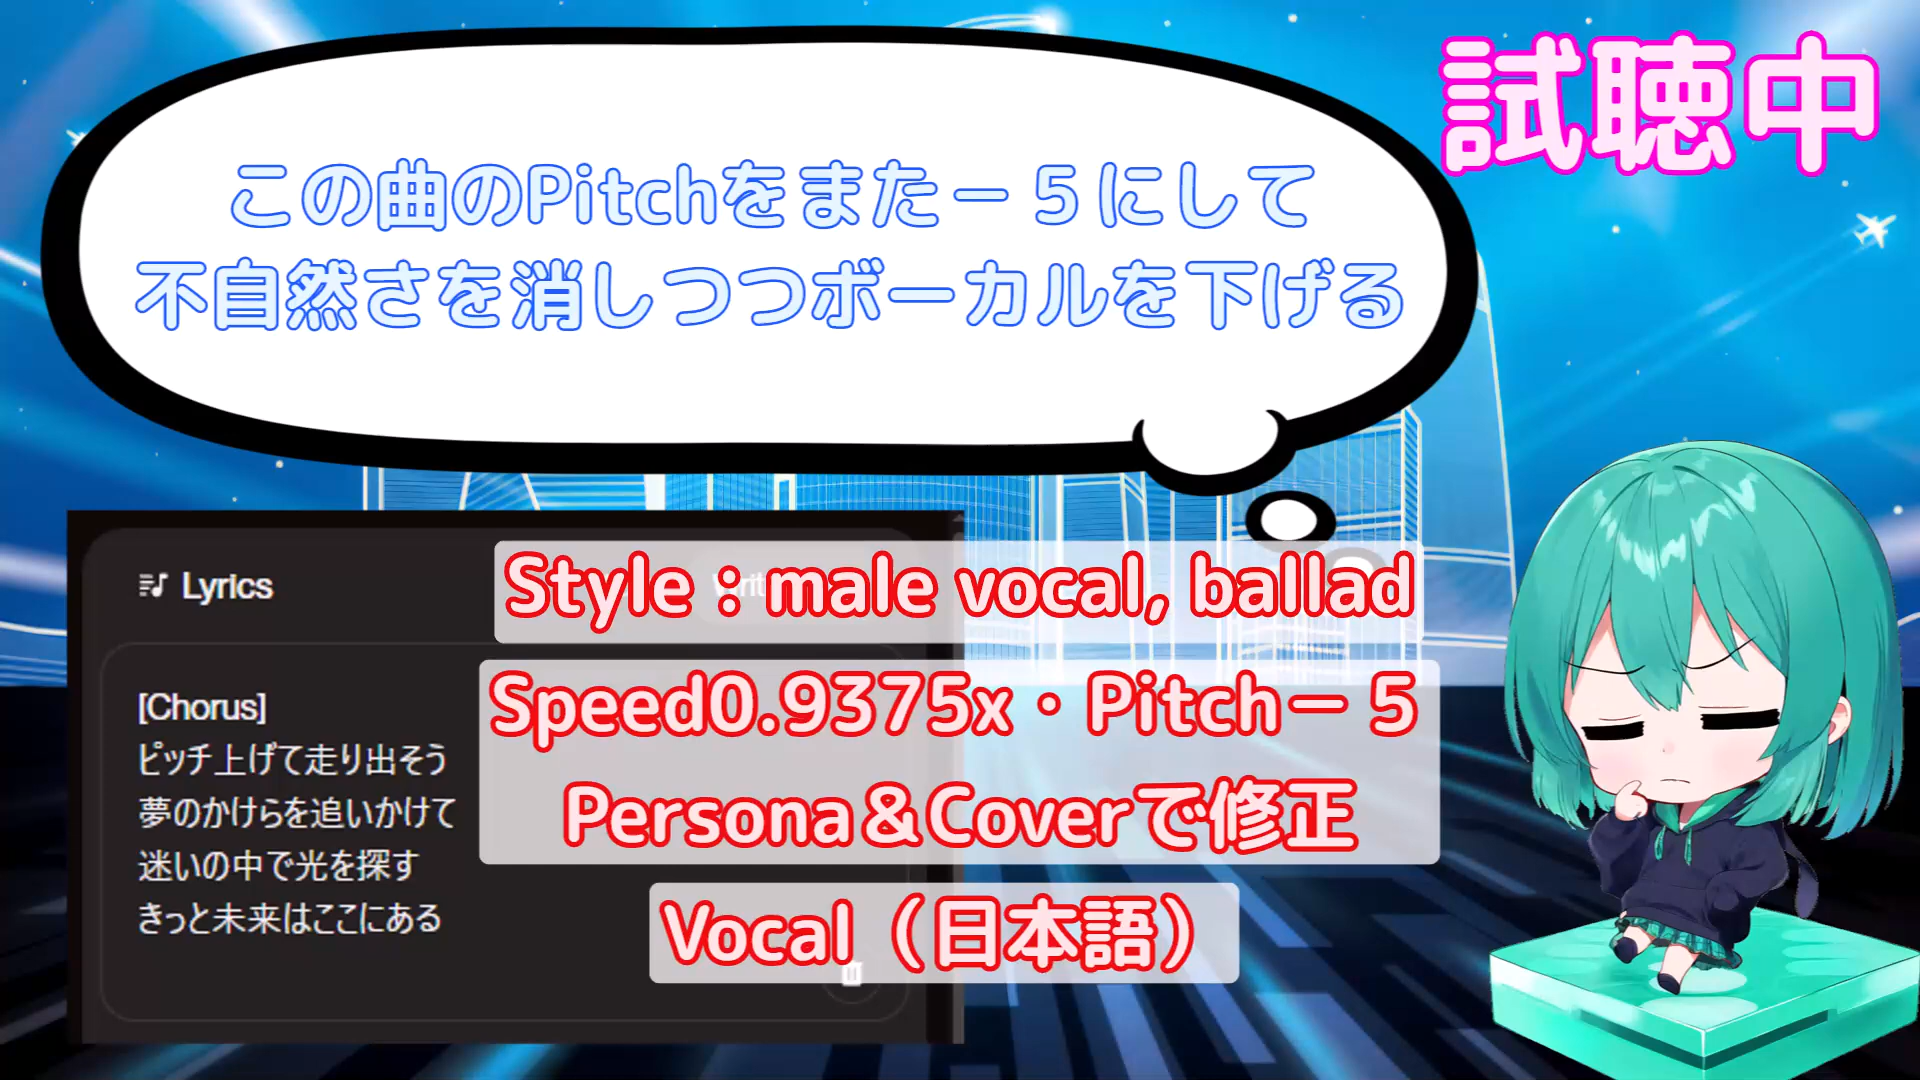 試聴中
この曲のPitchをまた－５にして
不自然さを消しつつボーカルを下げる
Lyrics
Style：male vocal, ballad
[Chorus]
ピッチ上げて走り出そう
夢のかけらを追いかけて
迷いの中で光を探す
きっと未来はここにある
Speed0.9375x・Pitch－５
Persona＆Coverで修正
Vocal（日本語）